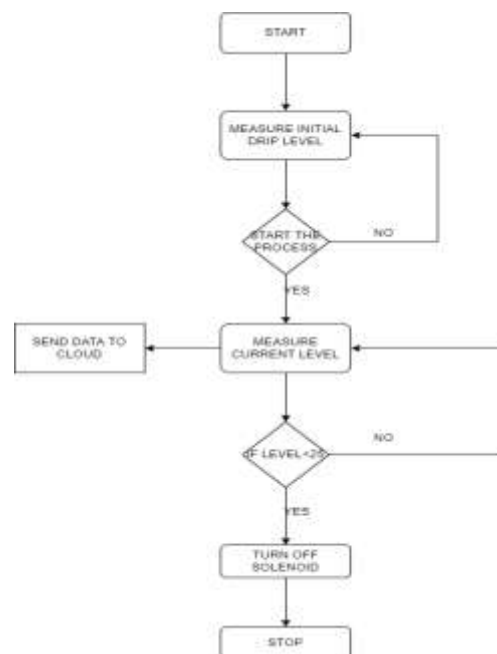 START
MEASURE INITIAL
DRIP LEVEL
START THE
PROCESS
NO
YES
SEND DATA TO
CLOUD
MEASURE
CURRENT LEVEL
IF LEVEL<25
NO
YES
TURN OFF
SOLENOID
STOP